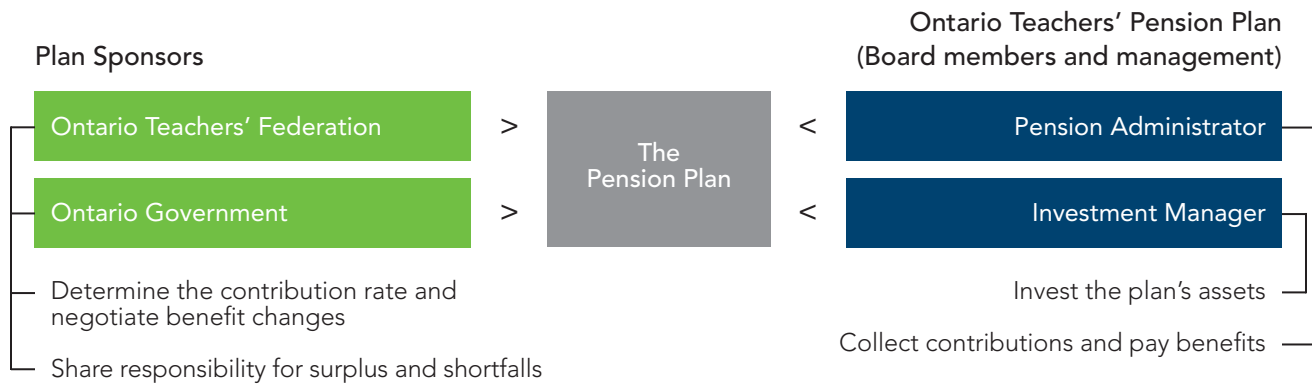 Plan Sponsors
Ontario Teachers’ Federation
>
Ontario Government
>
Determine the contribution rate and
negotiate benefit changes
Share responsibility for surplus and shortfalls
The
Pension Plan
Ontario Teachers’ Pension Plan
(Board members and management)
<
Pension Administrator
<
Investment Manager
Invest the plan’s assets
Collect contributions and pay benefits